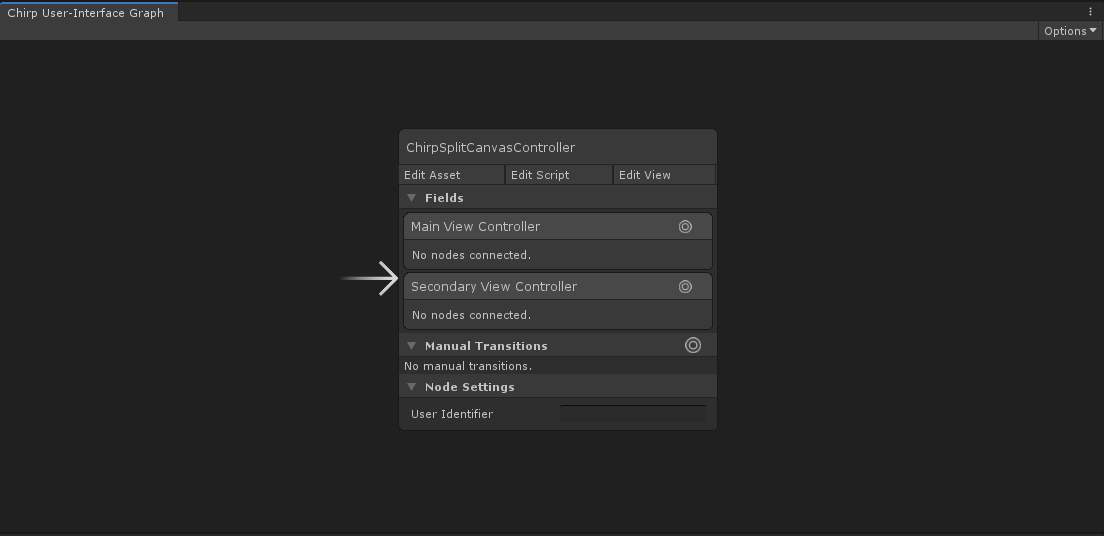 Chirp User-Interface Graph
Options
ChirpSplitCanvasController
Edit Asset Edit Script Edit View
Fields
Main View Controller
No nodes connected.
Secondary View Controller
No nodes connected.
Manual Transitions
No manual transitions.
Node Settings
User Identifier